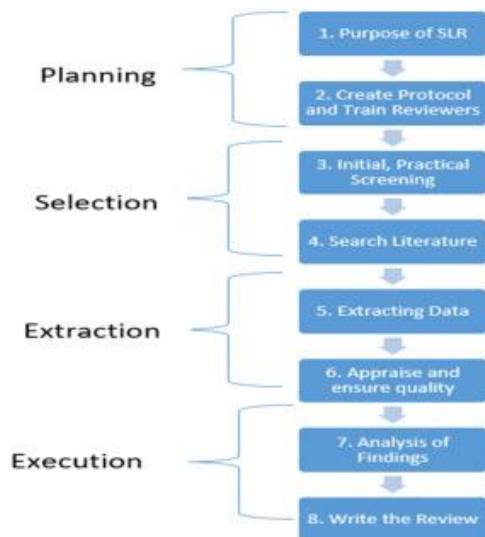 Planning
1. Purpose of SLR
2. Create Protocol
and Train Reviewers
Selection
3. Initial, Practical
Screening
4. Search Literature
Extraction
5. Extracting Data
6. Appraise and
ensure quality
Execution
7. Analysis of
Findings
8. Write the Review